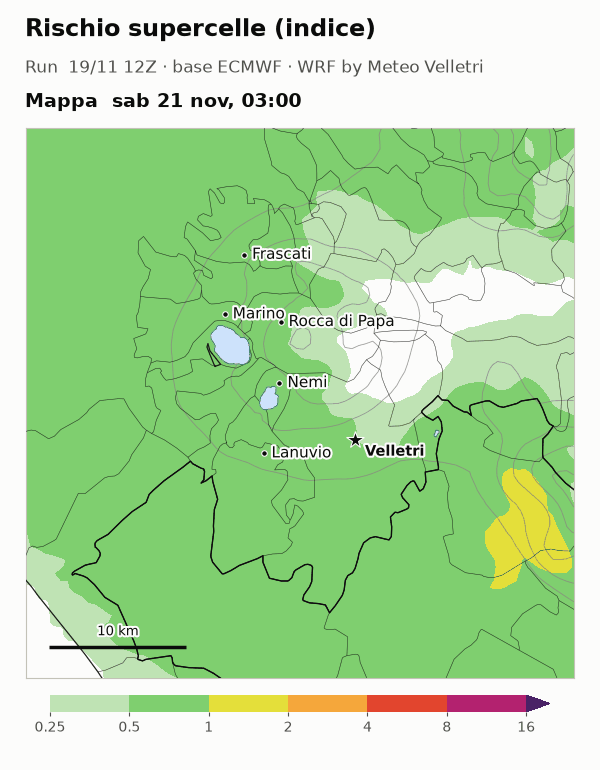 Rischio supercelle (indice)
Run  19/11 12Z · base ECMWF · WRF by Meteo Velletri
Mappa  sab 21 nov, 03:00
Frascati
Marino
Rocca di Papa
Nemi
Velletri
Lanuvio
10 km
0.25 0.5 1 2 4 8 16